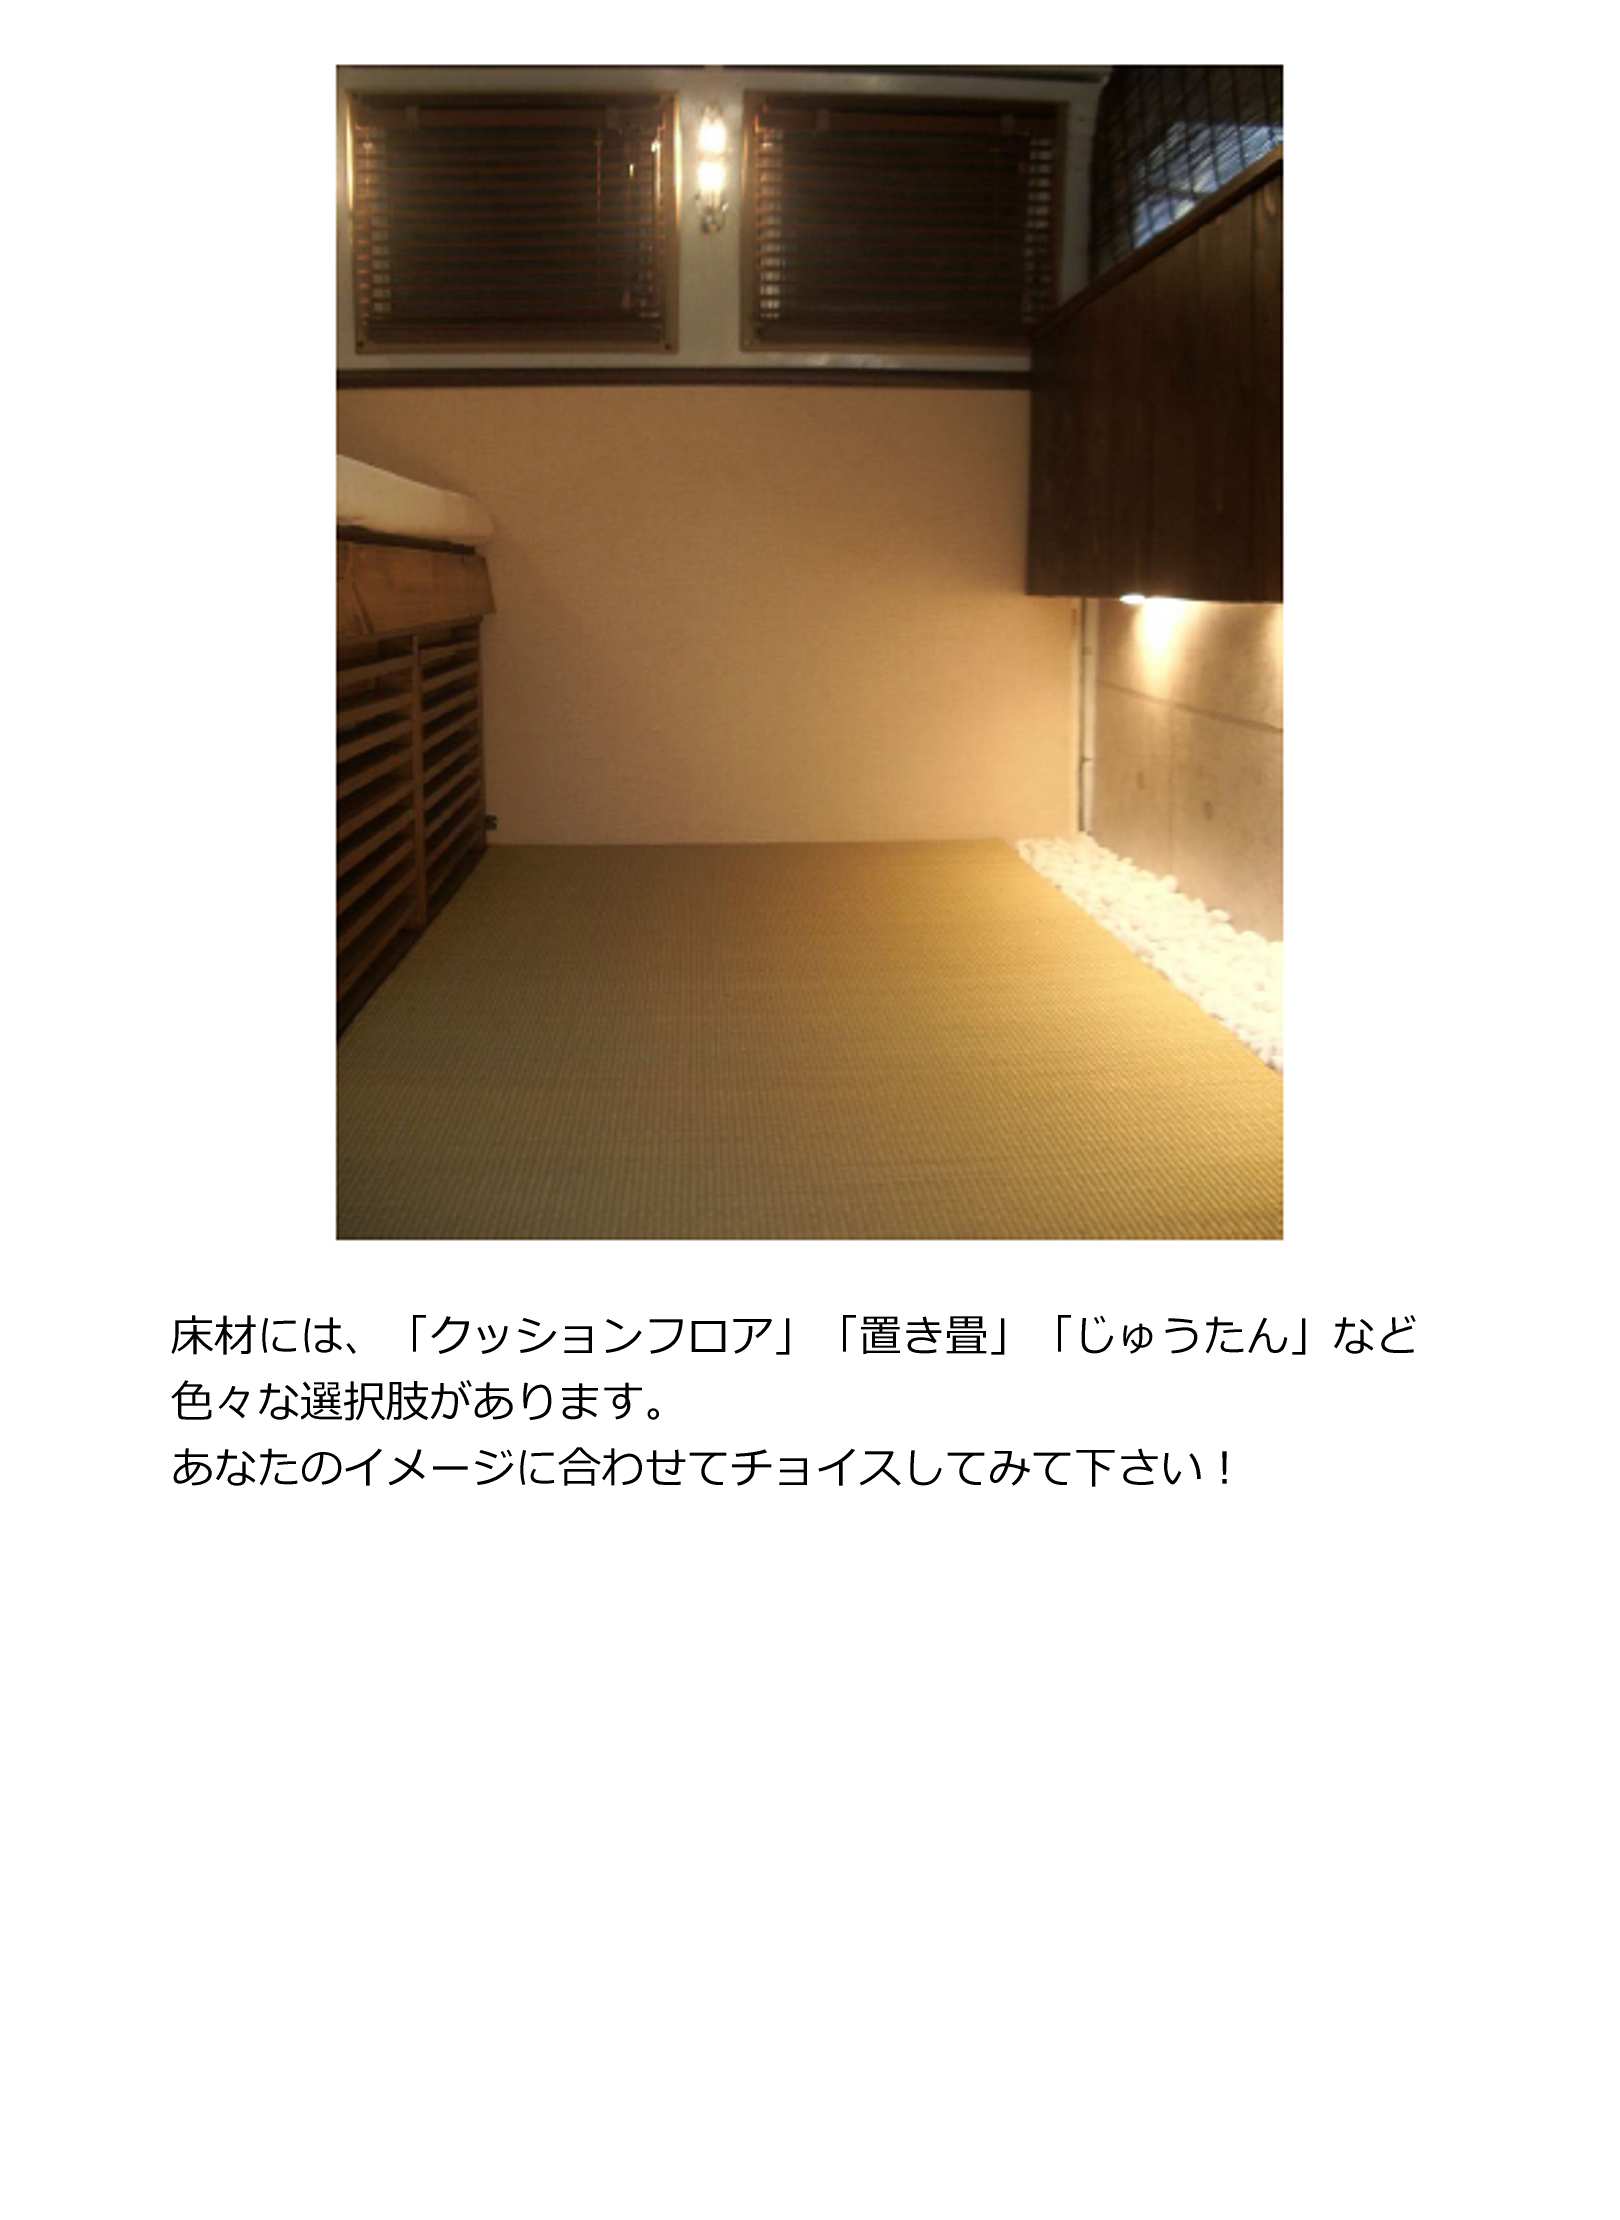 床材には、「クッションフロア」「置き畳」「じゅうたん」など
色々な選択肢があります。
あなたのイメージに合わせてチョイスしてみて下さい！